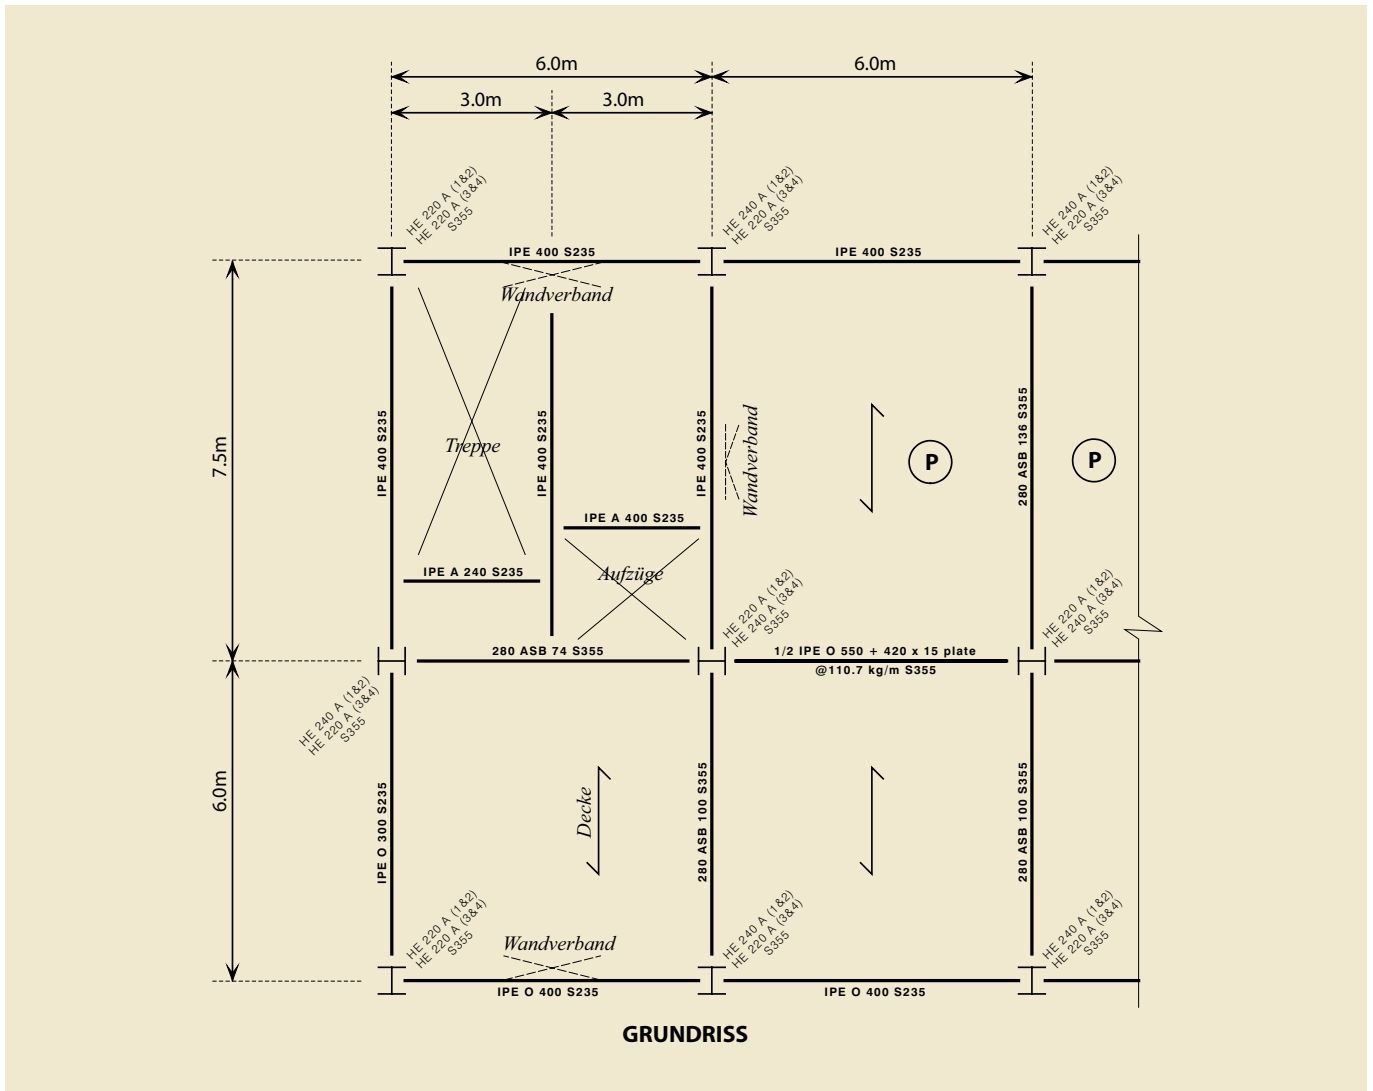 6.0m
6.0m
3.0m
3.0m
HE 220 A (1&2)
HE 220 A (3&4)
S355
HE 240 A (1&2)
HE 220 A (3&4)
S355
HE 240 A (1&2)
HE 220 A (3&4)
S355
IPE 400 S235
IPE 400 S235
Wandverband
7.5m
IPE 400 S235
Treppe
IPE 400 S235
IPE 400 S235
Wandverband
P
280 ASB 136 S355
P
IPE A 400 S235
IPE A 240 S235
Aufzüge
HE 220 A (1&2)
HE 240 A (3&4)
S355
HE 220 A (1&2)
HE 240 A (3&4)
S355
280 ASB 74 S355
1/2 IPE O 550 + 420 x 15 plate
@110.7 kg/m S355
HE 240 A (1&2)
HE 220 A (3&4)
S355
6.0m
IPE O 300 S235
Decke
280 ASB 100 S355
280 ASB 100 S355
HE 220 A (1&2)
HE 220 A (3&4)
S355
HE 240 A (1&2)
HE 220 A (3&4)
S355
HE 240 A (1&2)
HE 220 A (3&4)
S355
Wandverband
IPE O 400 S235
IPE O 400 S235
GRUNDRISS